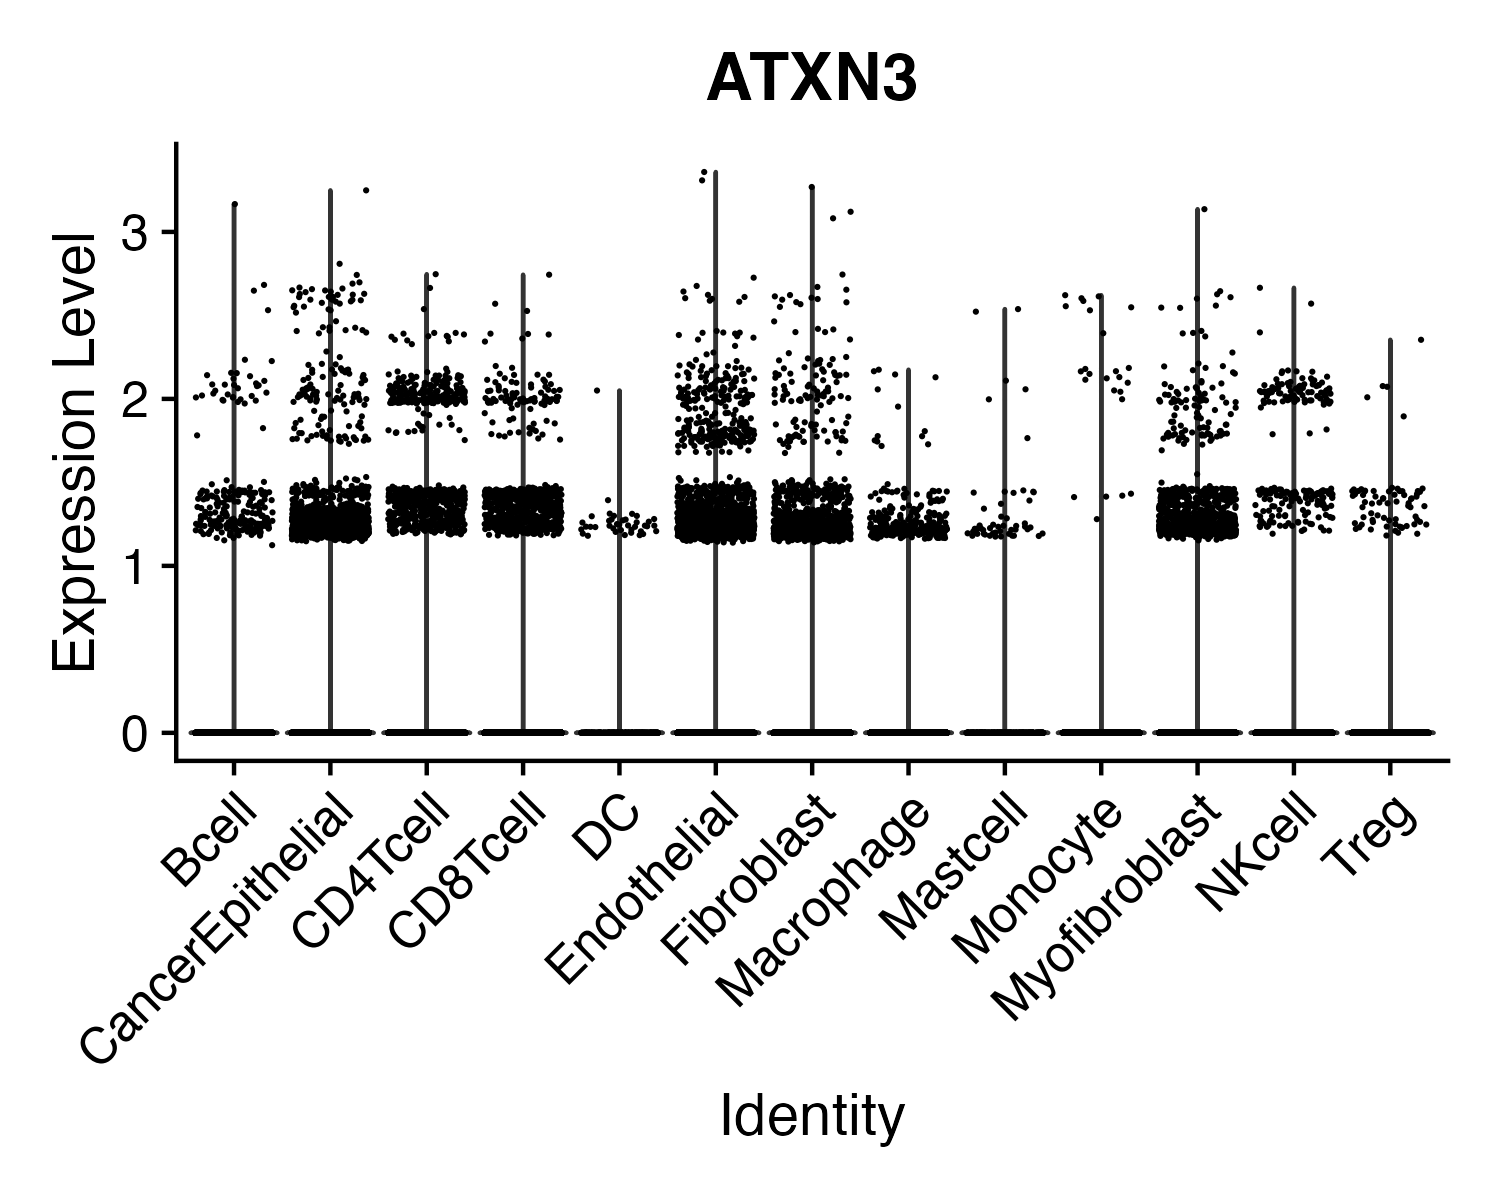 ATXN3
Expression Level
3
2
1
0
Bcell
CancerEpithelial
CD4Tcell
CD8Tcell
DC
Endothelial
Fibroblast
Macrophage
Mastcell
Monocyte
Myofibroblast
NKcell
Treg
Identity